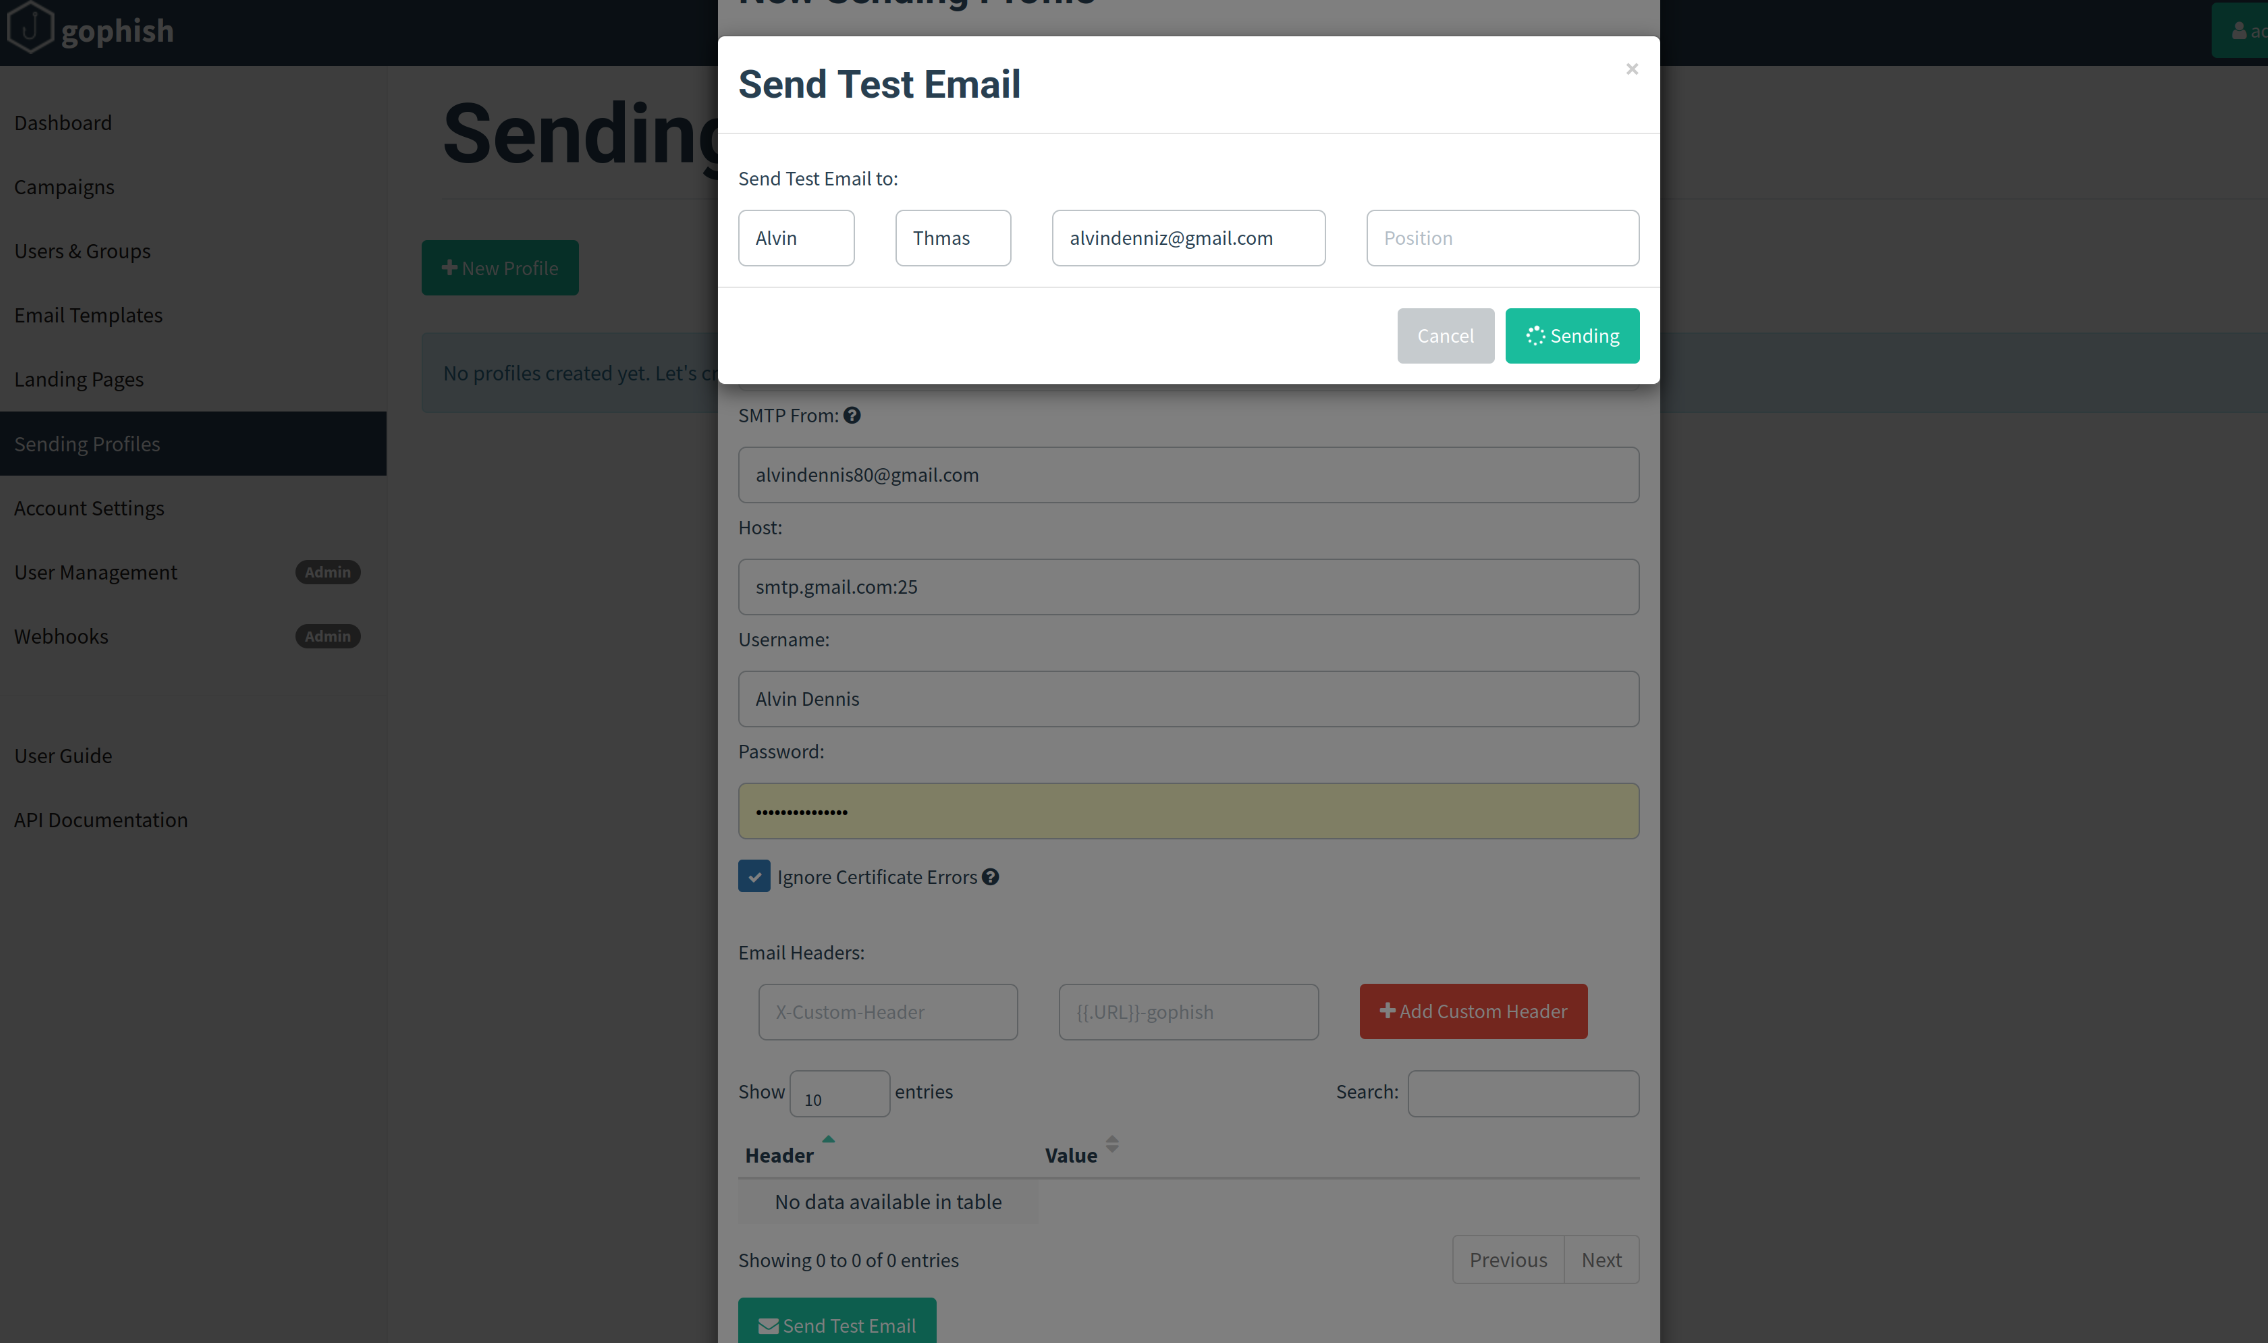 gophish
Send Test Email
×
Dashboard
Sending
Campaigns
Send Test Email to:
Users & Groups
Alvin
Thmas
alvindenniz@gmail.com
Position
New Profile
Email Templates
Cancel
Sending
Landing Pages
No profiles created yet. Let's
SMTP From:
Sending Profiles
alvindennis80@gmail.com
Account Settings
Host:
User Management Admin
smtp.gmail.com:25
Webhooks Admin
Username:
Alvin Dennis
User Guide
Password:
API Documentation
••••••••••••••••
Ignore Certificate Errors
Email Headers:
X-Custom-Header
{{.URL}}-gophish
Add Custom Header
Show 10 entries
Search:
Header
Value
No data available in table
Showing 0 to 0 of 0 entries
Previous
Next
Send Test Email